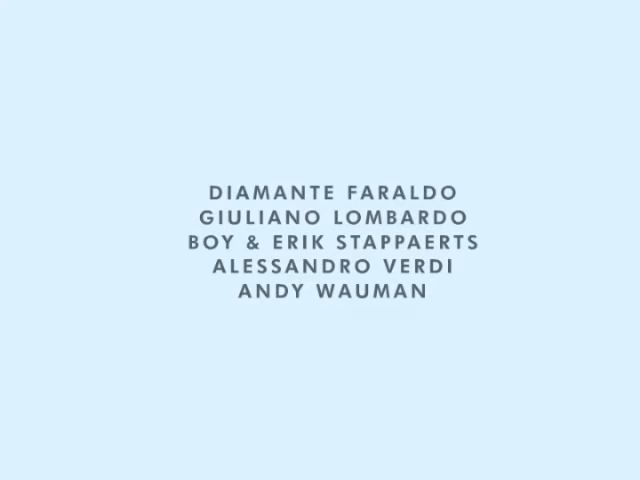 DIAMANTE FARALDO
GIULIANO LOMBARDO
BOY & ERIK STAPPAERTS
ALESSANDRO VERDI
ANDY WAUMAN